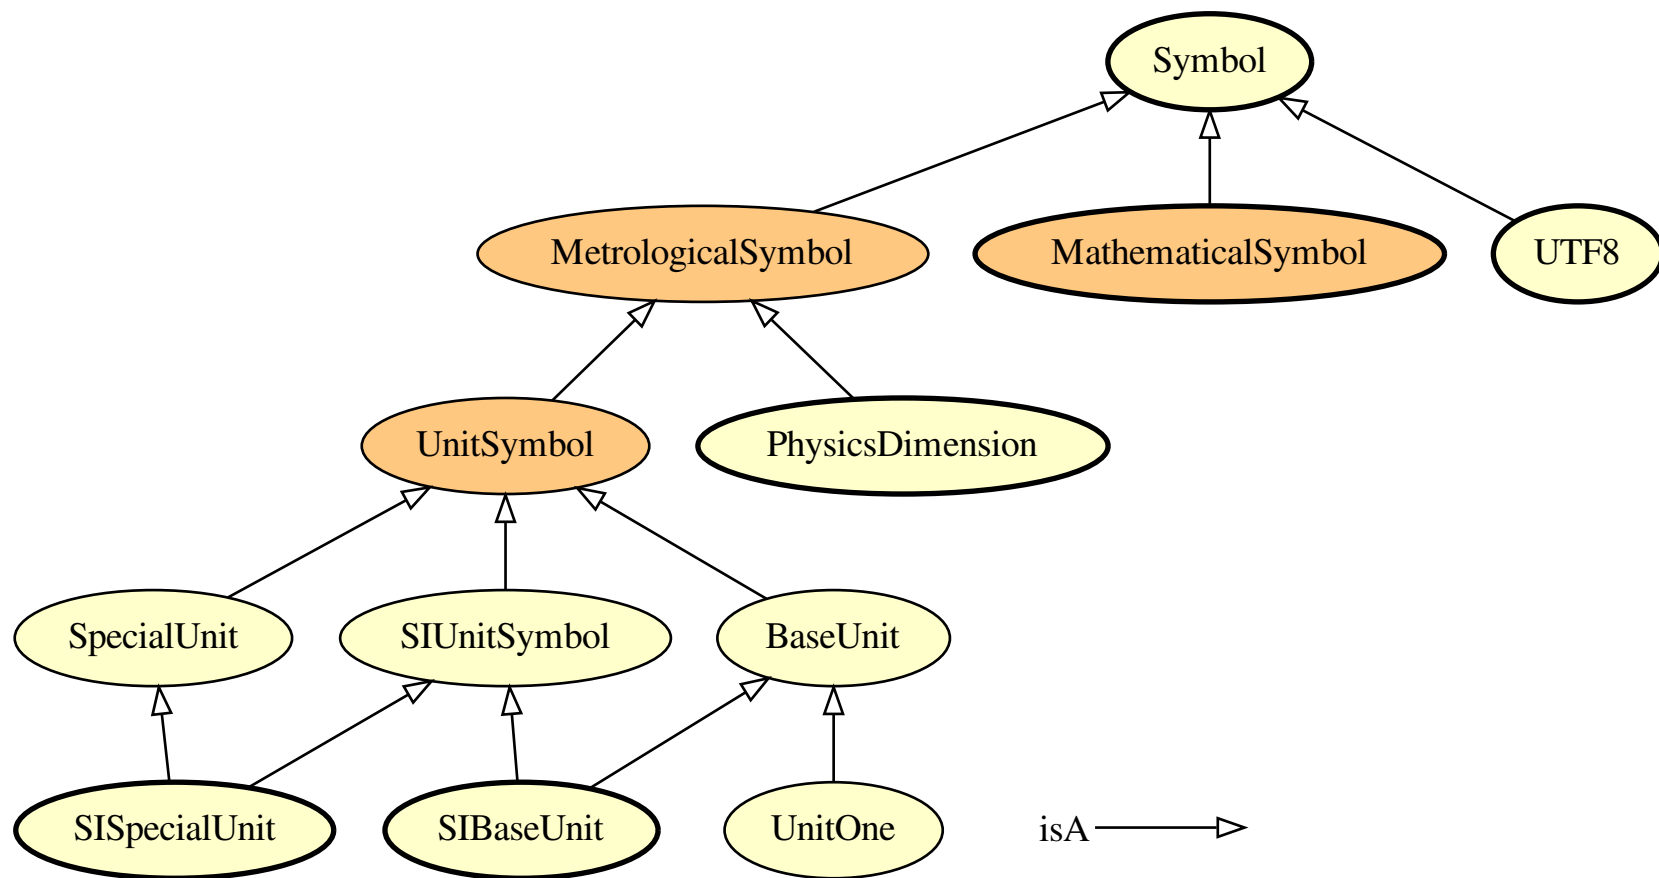 Symbol
MetrologicalSymbol
MathematicalSymbol
UTF8
UnitSymbol
PhysicsDimension
SpecialUnit
SIUnitSymbol
BaseUnit
SISpecialUnit
SIBaseUnit
UnitOne
isA